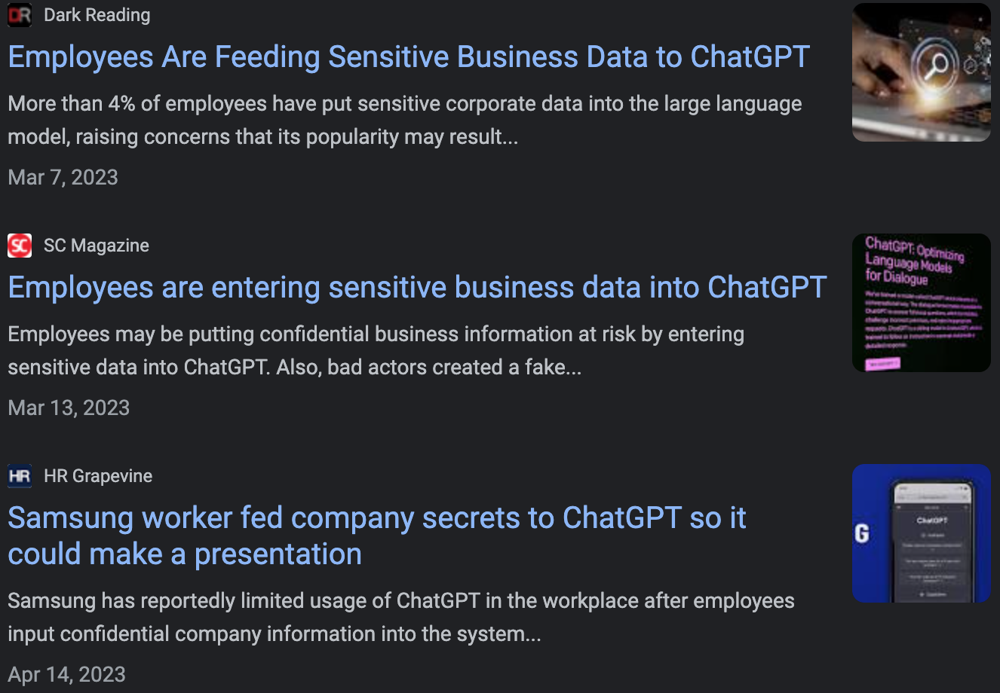 DR Dark Reading
Employees Are Feeding Sensitive Business Data to ChatGPT
More than 4% of employees have put sensitive corporate data into the large language
model, raising concerns that its popularity may result...
Mar 7, 2023
SC SC Magazine
Employees are entering sensitive business data into ChatGPT
Employees may be putting confidential business information at risk by entering
sensitive data into ChatGPT. Also, bad actors created a fake...
Mar 13, 2023
ChatGPT: Optimizing
Language Models
for Dialogue
HR HR Grapevine
Samsung worker fed company secrets to ChatGPT so it
could make a presentation
Samsung has reportedly limited usage of ChatGPT in the workplace after employees
input confidential company information into the system...
Apr 14, 2023
G
ChatGPT